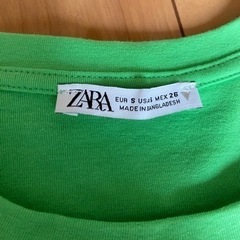 ZARA
EUR S USA S MEX 26
MADE IN BANGLADESH